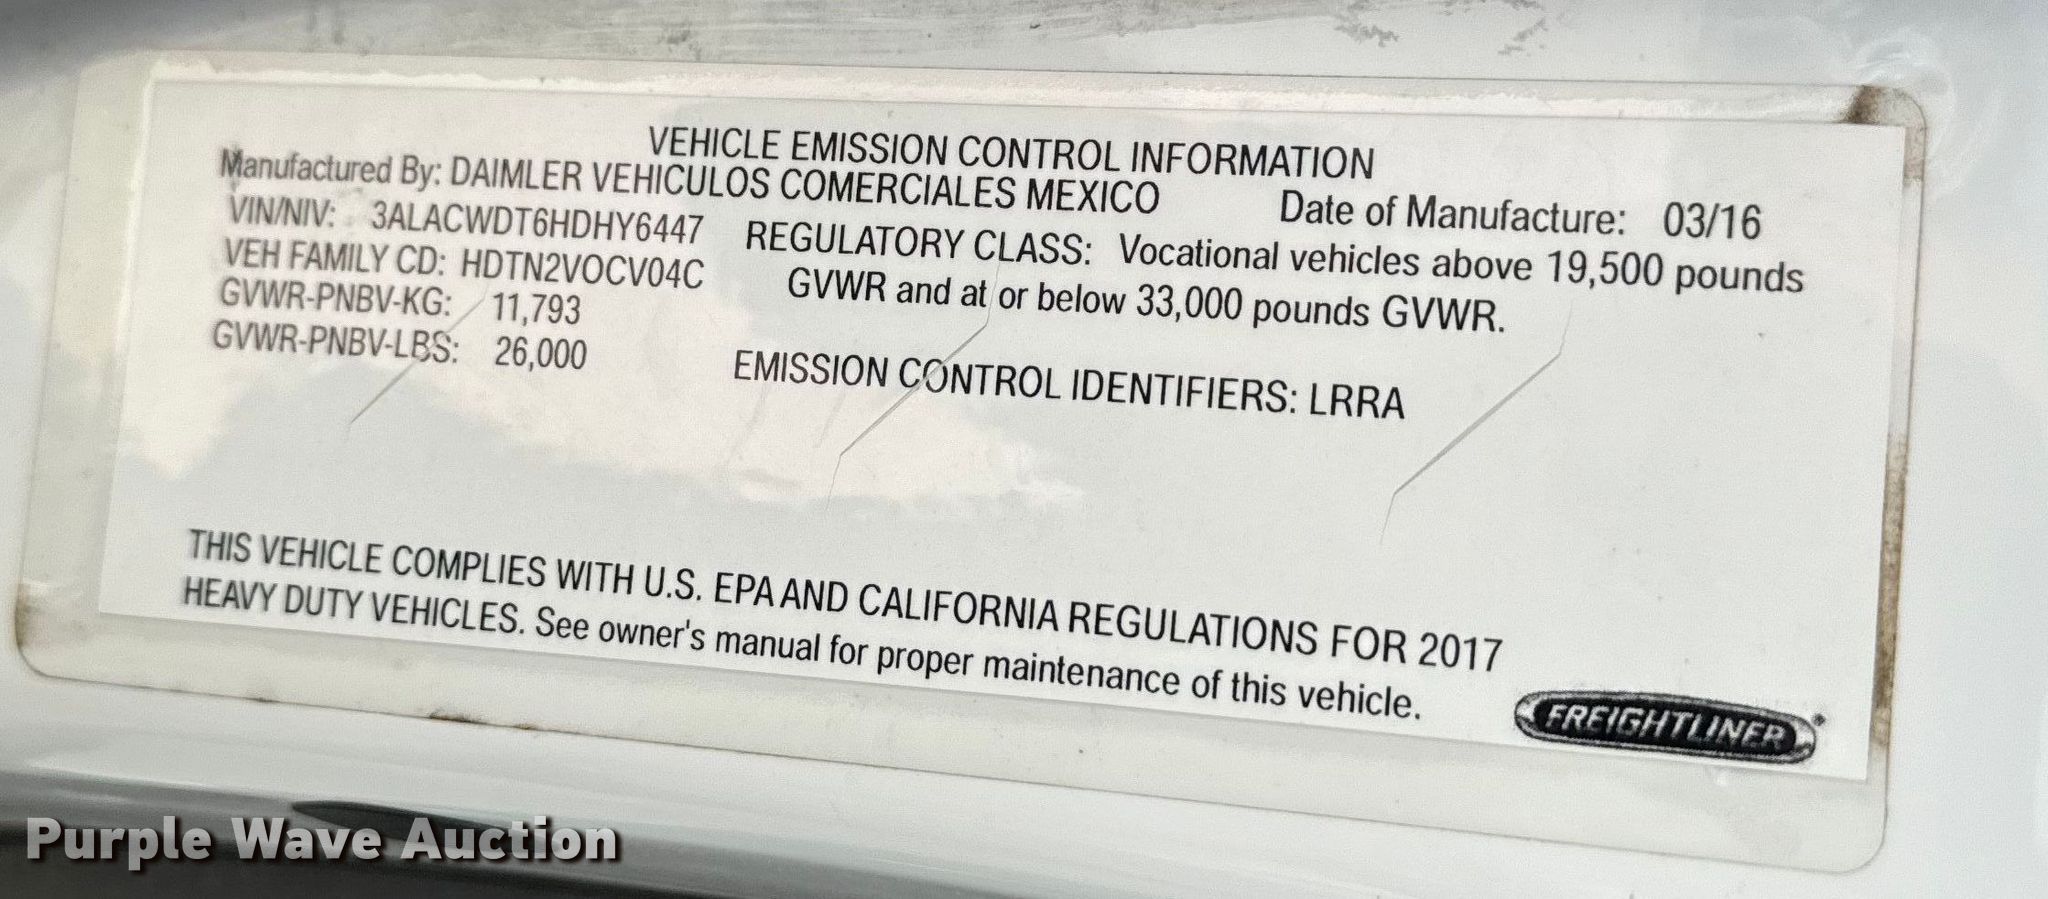 VEHICLE EMISSION CONTROL INFORMATION
Manufactured By: DAIMLER VEHICULOS COMERCIALES MEXICO Date of Manufacture: 03/16
VIN/NIV: 3ALACWDT6HDHY6447
VEH FAMILY CD: HDTN2VOCV04C
GVWR-PNBV-KG: 11,793
GVWR-PNBV-LBS: 26,000
REGULATORY CLASS: Vocational vehicles above 19,500 pounds
GVWR and at or below 33,000 pounds GVWR.
EMISSION CONTROL IDENTIFIERS: LRRA
THIS VEHICLE COMPLIES WITH U.S. EPA AND CALIFORNIA REGULATIONS FOR 2017
HEAVY DUTY VEHICLES. See owner's manual for proper maintenance of this vehicle.
FREIGHTLINER
Purple Wave Auction